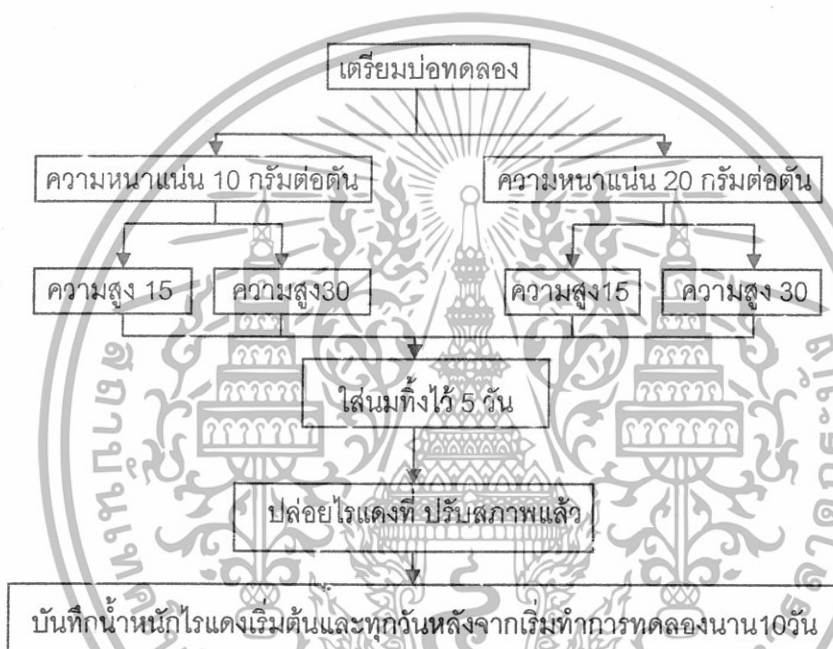 เตรียมบ่อทดลอง
ความหนาแน่น 10 กรัมต่อตัน ความหนาแน่น 20 กรัมต่อตัน
ความสูง 15 ความสูง30 ความสูง15 ความสูง 30
ใส่นมทิ้งไว้ 5 วัน
ปล่อยไรแดงที่ ปรับสภาพแล้ว
บันทึกน้ำหนักไรแดงเริ่มต้นและทุกวันหลังจากเริ่มทำการทดลองนาน10วัน